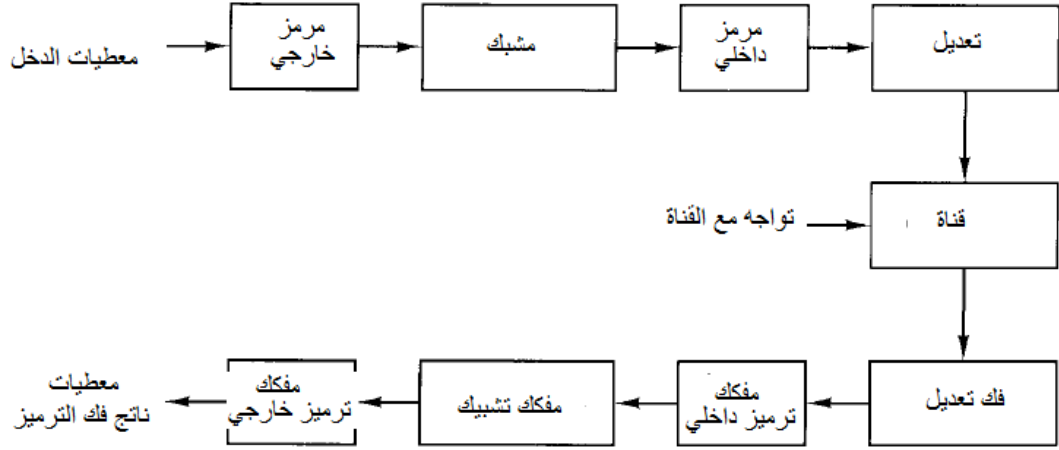 معطيات الدخل
مرمز
خارجي
مشبك
مرمز
داخلي
تعديل
تواجه مع القناة
قناة
فك تعديل
مفكك
ترميز داخلي
مفكك تشبيك
مفكك
ترميز خارجي
معطيات
ناتج فك الترميز